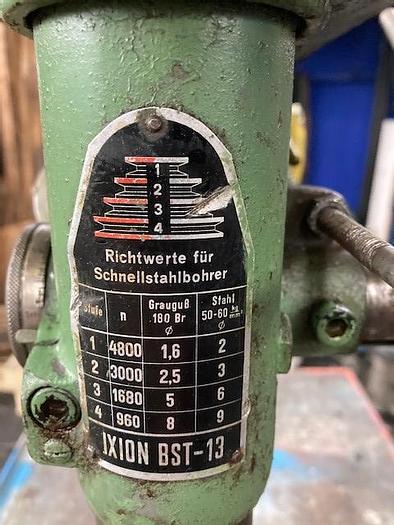 1
2
3
4
Richtwerte für
Schnellstahlbohrer
Stufe n Grauguß 180 Br ø Stahl 50-60 kg/mm² ø
1 4800 1,6 2
2 3000 2,5 3
3 1680 5 6
4 960 8 9
IXION BST-13